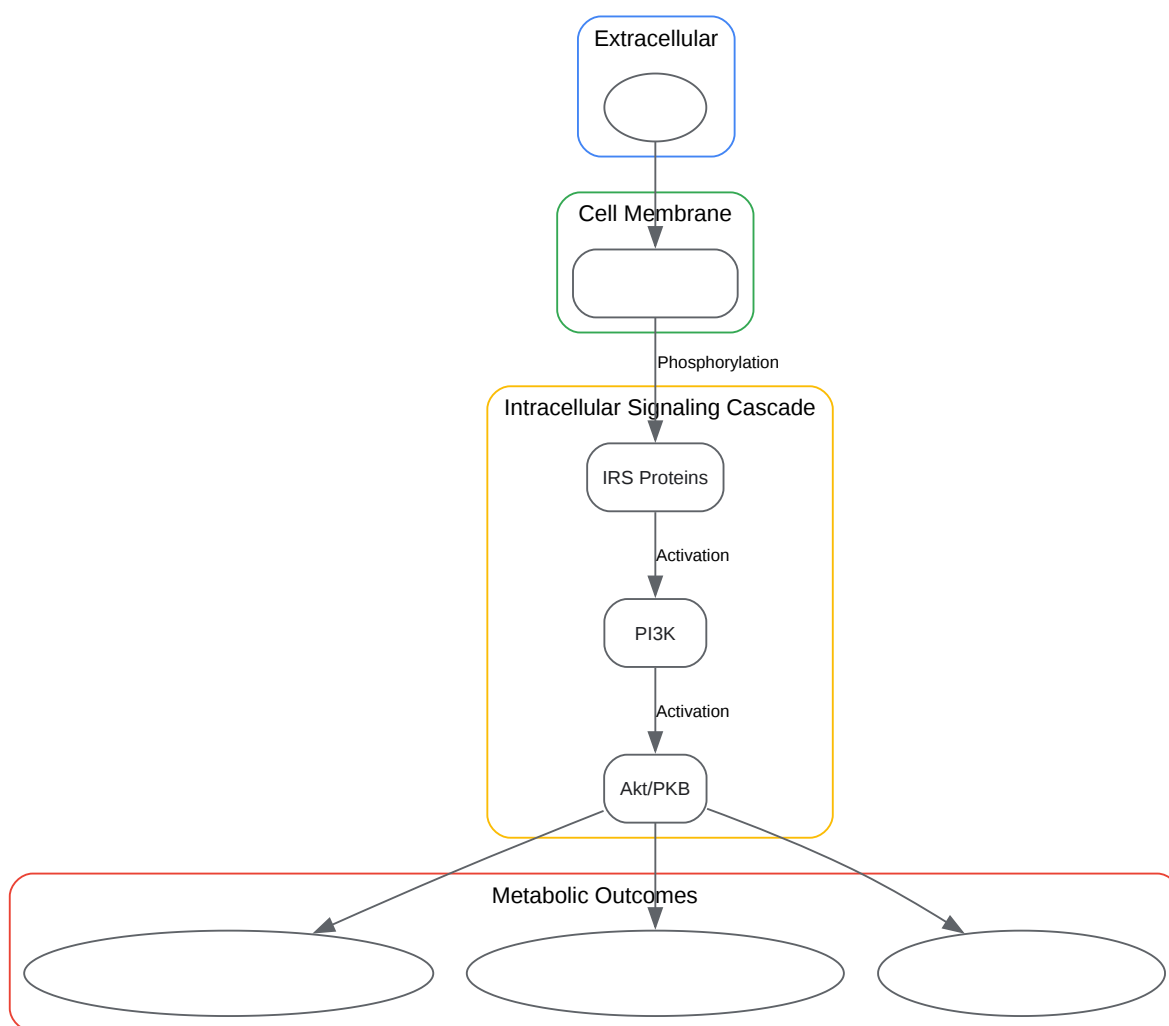 Extracellular
Cell Membrane
Phosphorylation
Intracellular Signaling Cascade
IRS Proteins
Activation
PI3K
Activation
Akt/PKB
Metabolic Outcomes